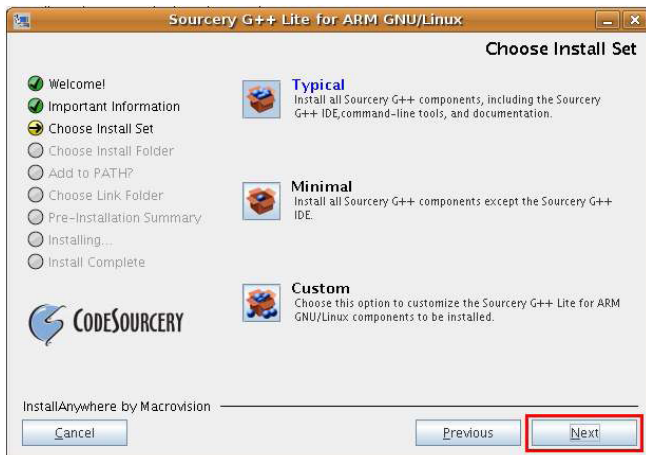 Sourcery G++ Lite for ARM GNU/Linux
Choose Install Set
Welcome!
Important Information
Choose Install Set
Choose Install Folder
Add to PATH?
Choose Link Folder
Pre-Installation Summary
Installing...
Install Complete
CODESOURCERY
Typical
Install all Sourcery G++ components, including the Sourcery
G++ IDE,command-line tools, and documentation.
Minimal
Install all Sourcery G++ components except the Sourcery G++
IDE.
Custom
Choose this option to customize the Sourcery G++ Lite for ARM
GNU/Linux components to be installed.
InstallAnywhere by Macrovision
Cancel
Previous
Next